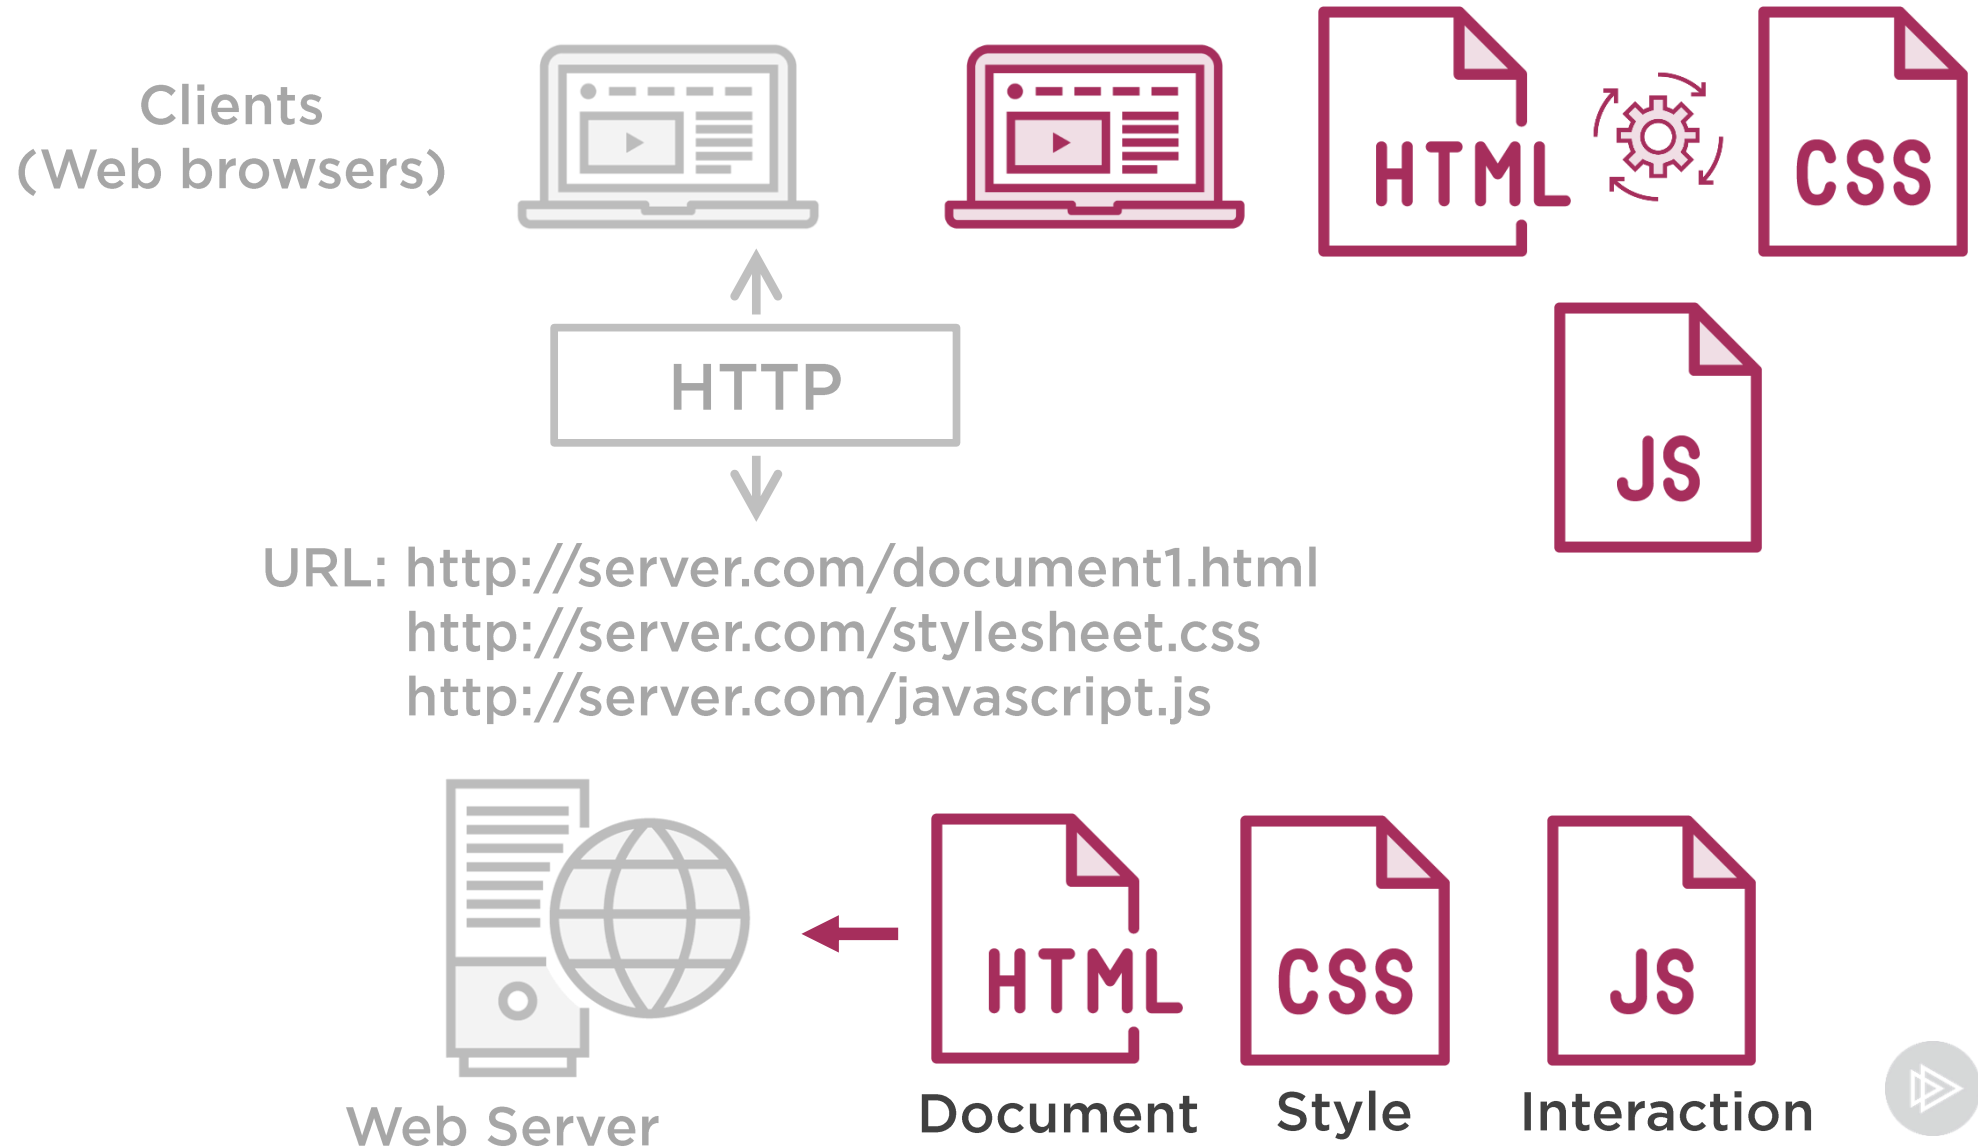 Clients
(Web browsers)
HTML
CSS
JS
HTTP
URL: http://server.com/document1.html
http://server.com/stylesheet.css
http://server.com/javascript.js
HTML
CSS
JS
Web Server
Document
Style
Interaction